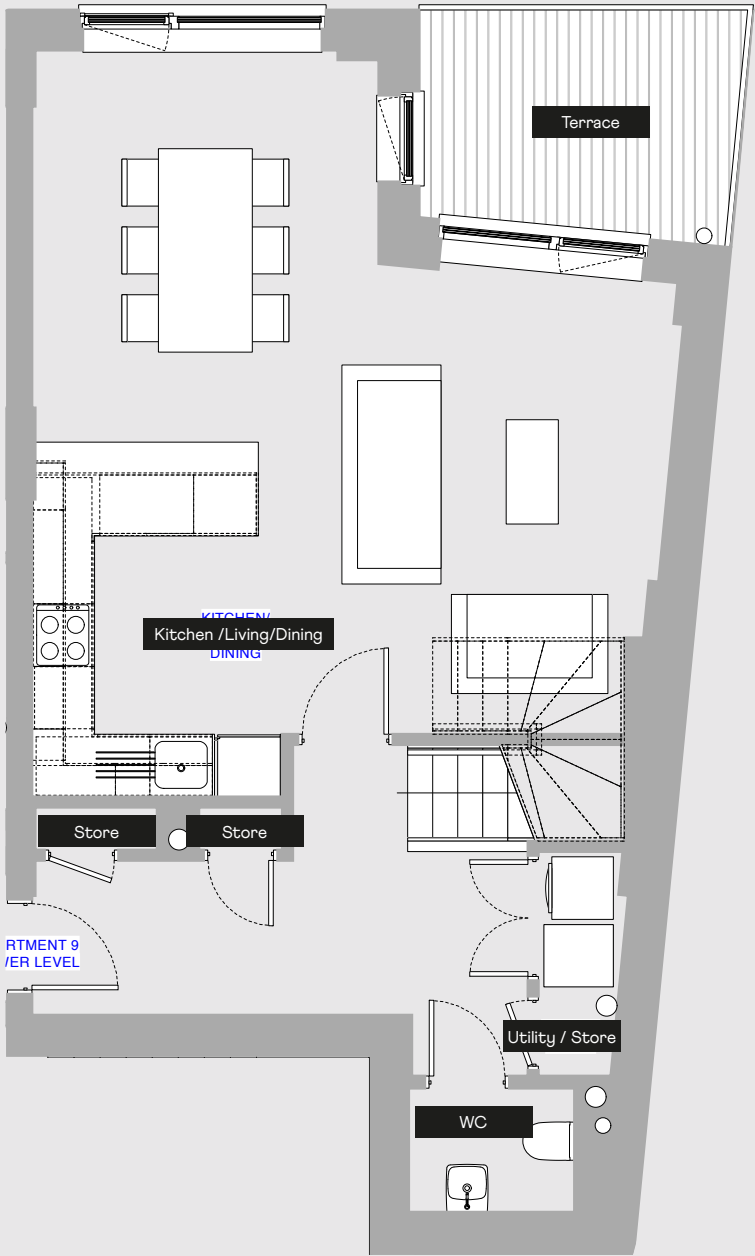 Terrace
KITCHEN/
Kitchen /Living/Dining
DINING
Store
Store
RTMENT 9
/ER LEVEL
Utility / Store
WC